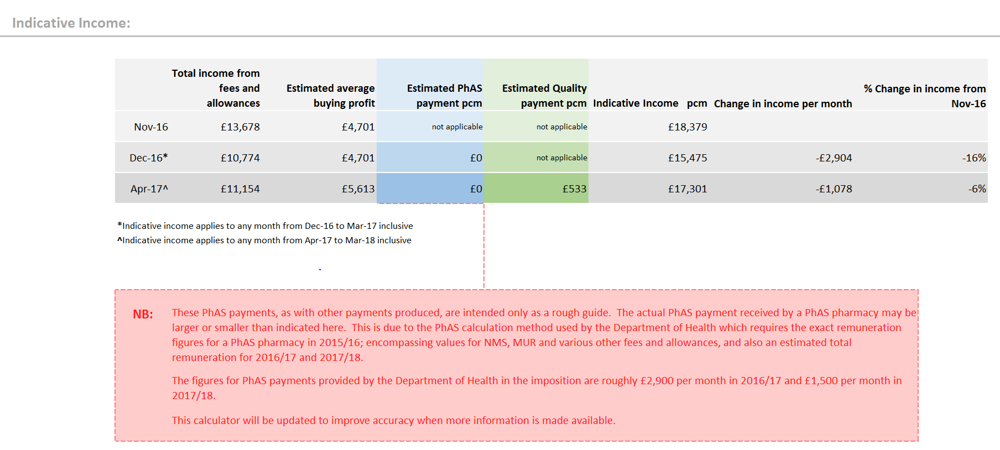 Indicative Income:
Total income from fees and allowances Estimated average buying profit Estimated PhAS payment pcm Estimated Quality payment pcm Indicative Income pcm Change in income per month % Change in income from Nov-16
Nov-16 £13,678 £4,701 not applicable not applicable £18,379
Dec-16* £10,774 £4,701 £0 not applicable £15,475 -£2,904 -16%
Apr-17^ £11,154 £5,613 £0 £533 £17,301 -£1,078 -6%
*Indicative income applies to any month from Dec-16 to Mar-17 inclusive
^Indicative income applies to any month from Apr-17 to Mar-18 inclusive
NB: These PhAS payments, as with other payments produced, are intended only as a rough guide. The actual PhAS payment received by a PhAS pharmacy may be
larger or smaller than indicated here. This is due to the PhAS calculation method used by the Department of Health which requires the exact remuneration
figures for a PhAS pharmacy in 2015/16; encompassing values for NMS, MUR and various other fees and allowances, and also an estimated total
remuneration for 2016/17 and 2017/18.
The figures for PhAS payments provided by the Department of Health in the imposition are roughly £2,900 per month in 2016/17 and £1,500 per month in
2017/18.
This calculator will be updated to improve accuracy when more information is made available.